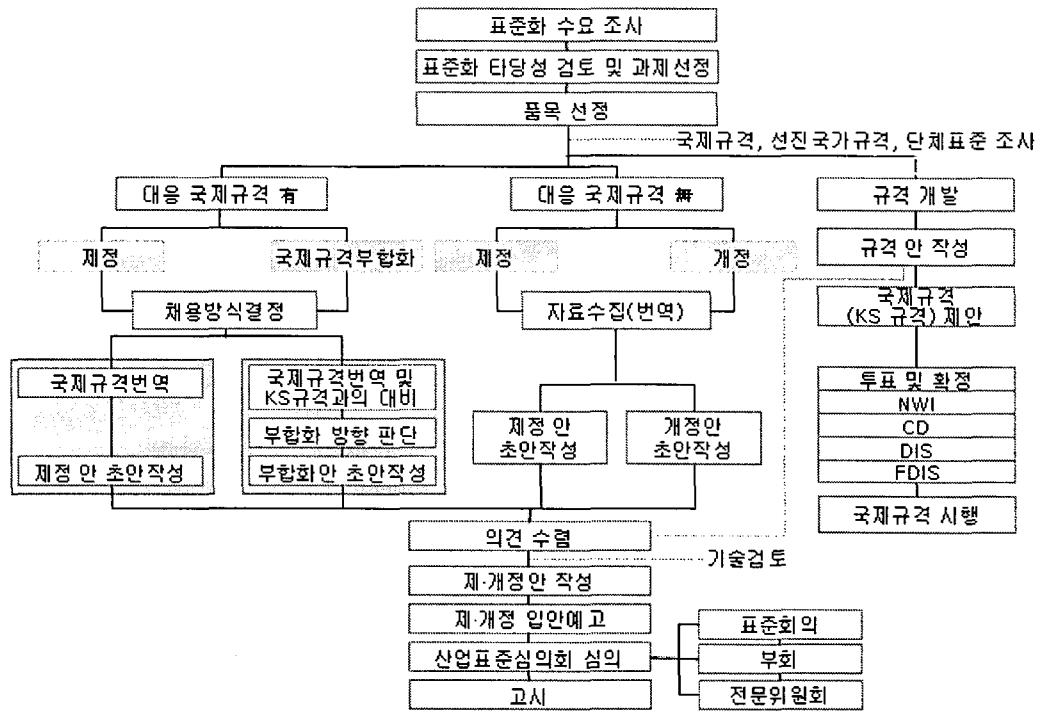 표준화 수요 조사
표준화 타당성 검토 및 과제선정
품목 선정
국제규격, 선진국가규격, 단체표준 조사
대응 국제규격 有
대응 국제규격 無
규격 개발
제정
국제규격부합화
제정
개정
규격 안 작성
채용방식결정
자료수집(번역)
국제규격
(KS 규격) 제안
국제규격번역
국제규격번역 및
KS규격과의 대비
부합화 방향 판단
제정 안 초안작성
부합화안 초안작성
제정 안
초안작성
개정안
초안작성
투표 및 확정
NWI
CD
DIS
FDIS
국제규격 시행
의견 수렴
기술검토
제·개정안 작성
제·개정 입안예고
산업표준심의회 심의
고시
표준회의
부회
전문위원회